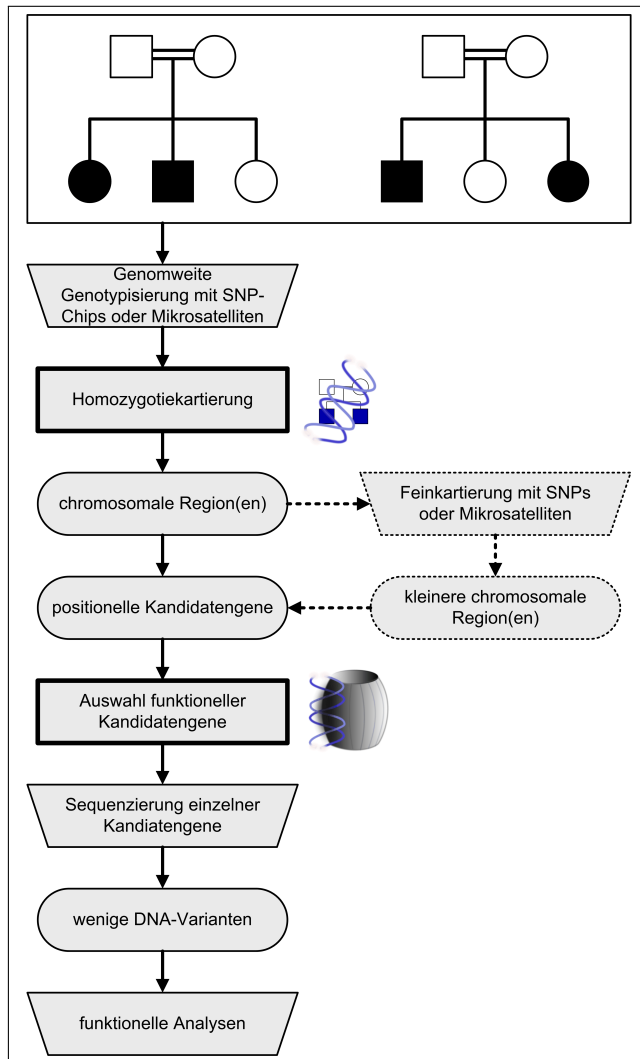 Genomweite
Genotypisierung mit SNP-
Chips oder Mikrosatelliten
Homozygotiekartierung
chromosomale Region(en)
Feinkartierung mit SNPs
oder Mikrosatelliten
positionelle Kandidatengene
kleinere chromosomale
Region(en)
Auswahl funktioneller
Kandidatengene
Sequenzierung einzelner
Kandiatengene
wenige DNA-Varianten
funktionelle Analysen